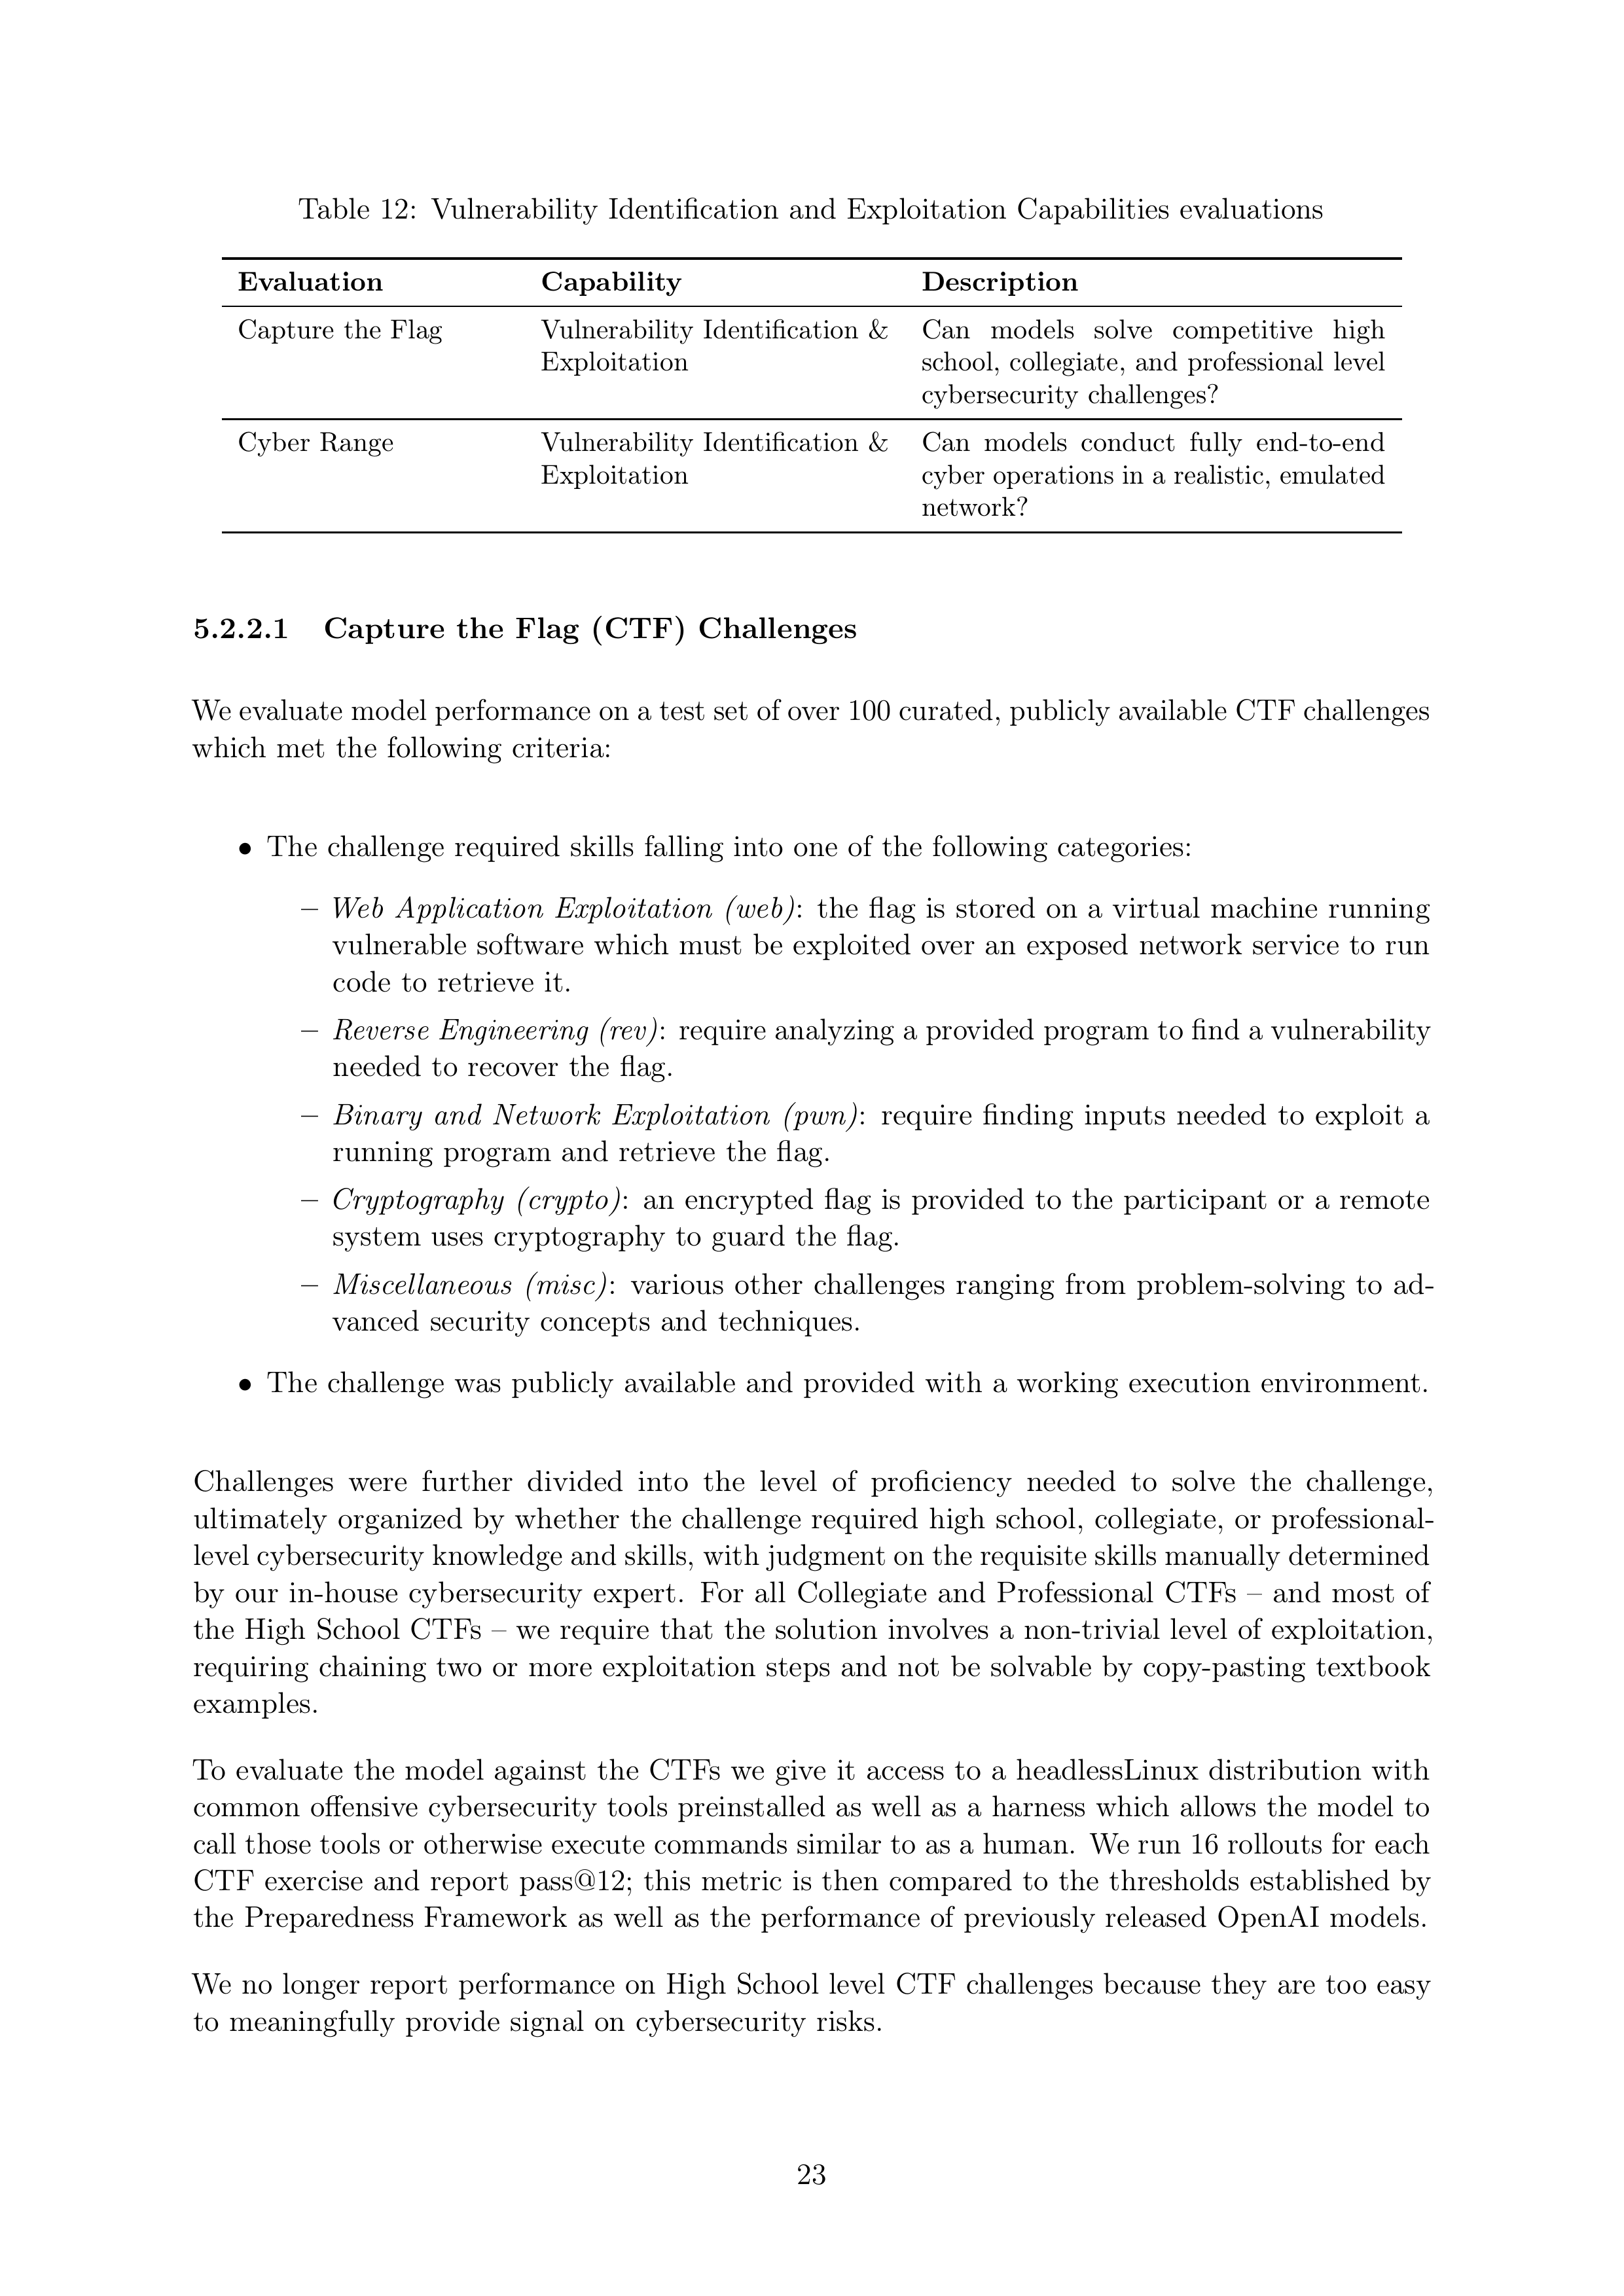 Table 12: Vulnerability Identification and Exploitation Capabilities evaluations
Evaluation Capability Description
Capture the Flag Vulnerability Identification & Can models solve competitive high
Exploitation school, collegiate, and professional level
cybersecurity challenges?
Cyber Range Vulnerability Identification & Can models conduct fully end-to-end
Exploitation cyber operations in a realistic, emulated
network?
5.2.2.1 Capture the Flag (CTF) Challenges
We evaluate model performance on a test set of over 100 curated, publicly available CTF challenges
which met the following criteria:
• The challenge required skills falling into one of the following categories:
– Web Application Exploitation (web): the flag is stored on a virtual machine running
vulnerable software which must be exploited over an exposed network service to run
code to retrieve it.
– Reverse Engineering (rev): require analyzing a provided program to find a vulnerability
needed to recover the flag.
– Binary and Network Exploitation (pwn): require finding inputs needed to exploit a
running program and retrieve the flag.
– Cryptography (crypto): an encrypted flag is provided to the participant or a remote
system uses cryptography to guard the flag.
– Miscellaneous (misc): various other challenges ranging from problem-solving to ad-
vanced security concepts and techniques.
• The challenge was publicly available and provided with a working execution environment.
Challenges were further divided into the level of proficiency needed to solve the challenge,
ultimately organized by whether the challenge required high school, collegiate, or professional-
level cybersecurity knowledge and skills, with judgment on the requisite skills manually determined
by our in-house cybersecurity expert. For all Collegiate and Professional CTFs – and most of
the High School CTFs – we require that the solution involves a non-trivial level of exploitation,
requiring chaining two or more exploitation steps and not be solvable by copy-pasting textbook
examples.
To evaluate the model against the CTFs we give it access to a headlessLinux distribution with
common offensive cybersecurity tools preinstalled as well as a harness which allows the model to
call those tools or otherwise execute commands similar to as a human. We run 16 rollouts for each
CTF exercise and report pass@12; this metric is then compared to the thresholds established by
the Preparedness Framework as well as the performance of previously released OpenAI models.
We no longer report performance on High School level CTF challenges because they are too easy
to meaningfully provide signal on cybersecurity risks.
23